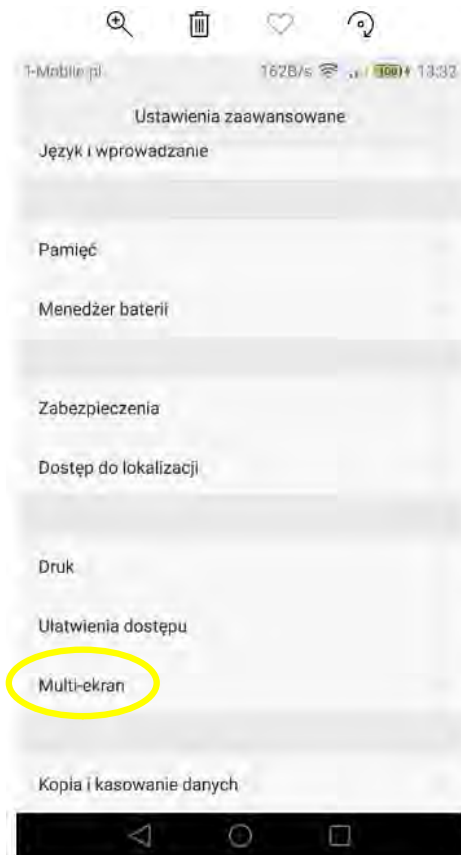 T-Mobile.pl 162B/s 100 13:32
Ustawienia zaawansowane
Język i wprowadzanie
Pamięć
Menedżer baterii
Zabezpieczenia
Dostęp do lokalizacji
Druk
Ułatwienia dostępu
Multi-ekran
Kopia i kasowanie danych